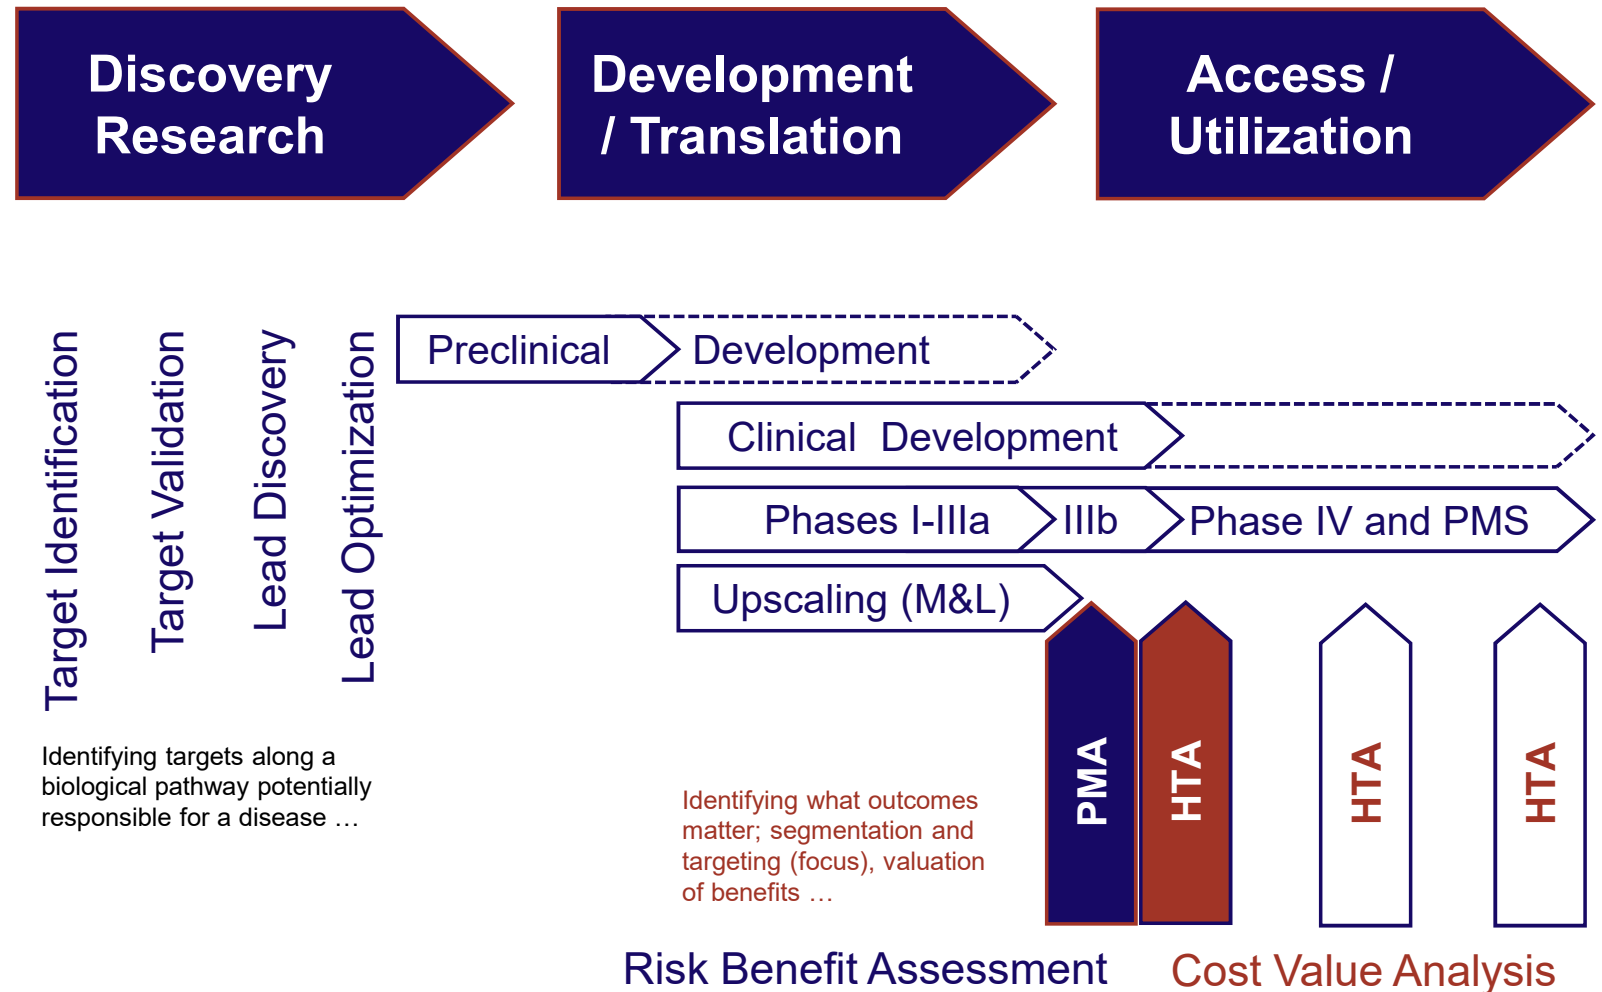 Discovery
Research
Development
/ Translation
Access /
Utilization
Target Identification
Target Validation
Lead Discovery
Lead Optimization
Preclinical
Development
Clinical Development
Phases I-IIIa
IIIb
Phase IV and PMS
Upscaling (M&L)
PMA
HTA
HTA
HTA
Identifying targets along a
biological pathway potentially
responsible for a disease …
Identifying what outcomes
matter; segmentation and
targeting (focus), valuation
of benefits …
Risk Benefit Assessment
Cost Value Analysis